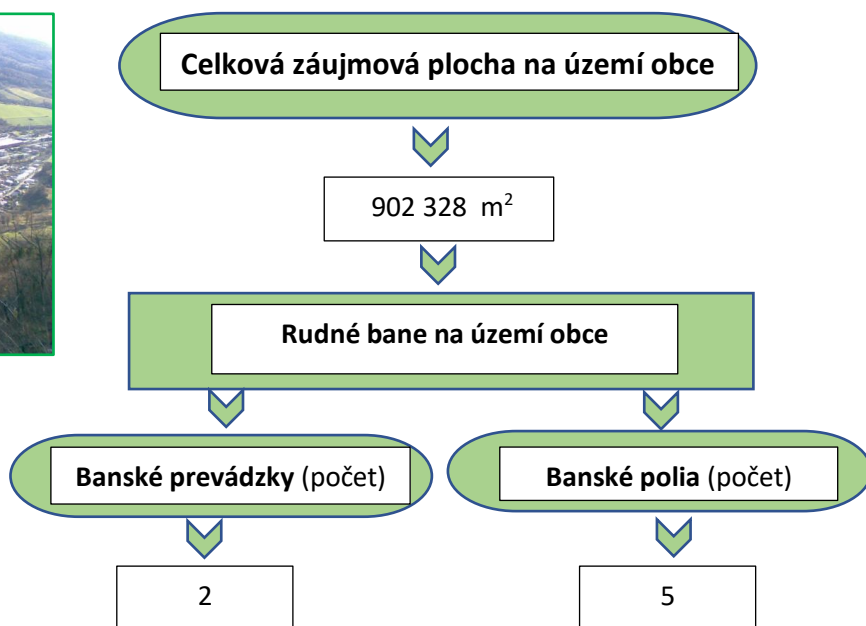 Celková záujmová plocha na území obce
902 328 m²
Rudné bane na území obce
Banské prevádzky (počet)
Banské polia (počet)
2
5